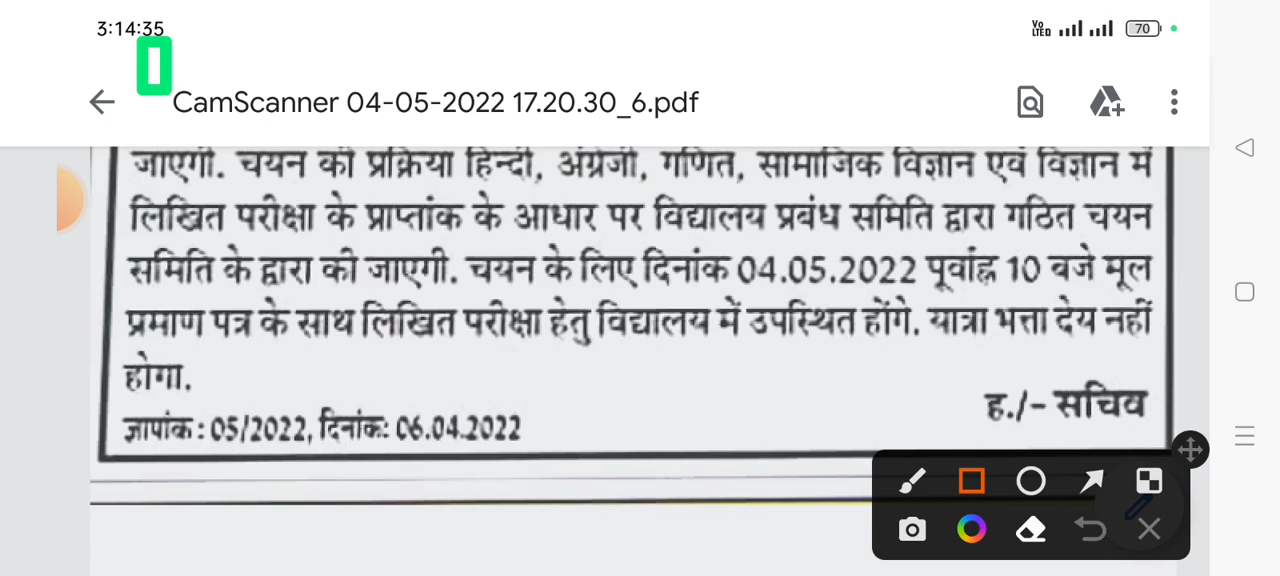 3:14:35
Vo LTED 70
CamScanner 04-05-2022 17.20.30_6.pdf
जाएगी. चयन की प्रक्रिया हिन्दी, अंग्रेजी, गणित, सामाजिक विज्ञान एवं विज्ञान में
लिखित परीक्षा के प्राप्तांक के आधार पर विद्यालय प्रबंध समिति द्वारा गठित चयन
समिति के द्वारा की जाएगी. चयन के लिए दिनांक 04.05.2022 पूर्वाह्न 10 बजे मूल
प्रमाण पत्र के साथ लिखित परीक्षा हेतु विद्यालय में उपस्थित होंगे. यात्रा भत्ता देय नहीं
होगा.
ह./- सचिव
ज्ञापांक : 05/2022, दिनांक: 06.04.2022